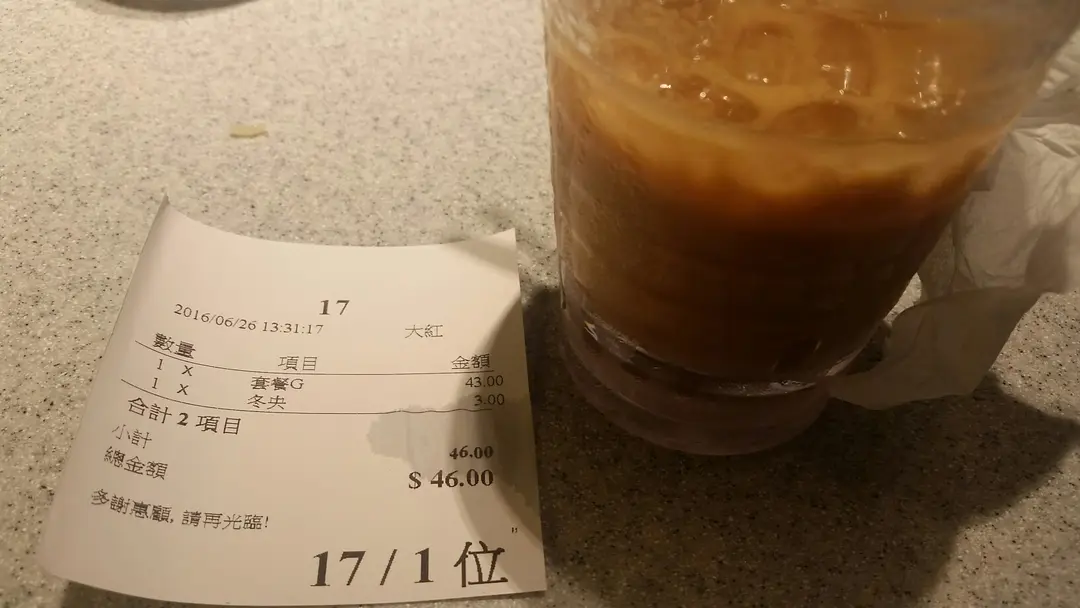 17
2016/06/26 13:31:17 大紅
數量 項目 金額
1 x 套餐G 43.00
1 x 冬央 3.00
合計 2 項目
小計 46.00
總金額 $ 46.00
多謝惠顧, 請再光臨!
17 / 1 位